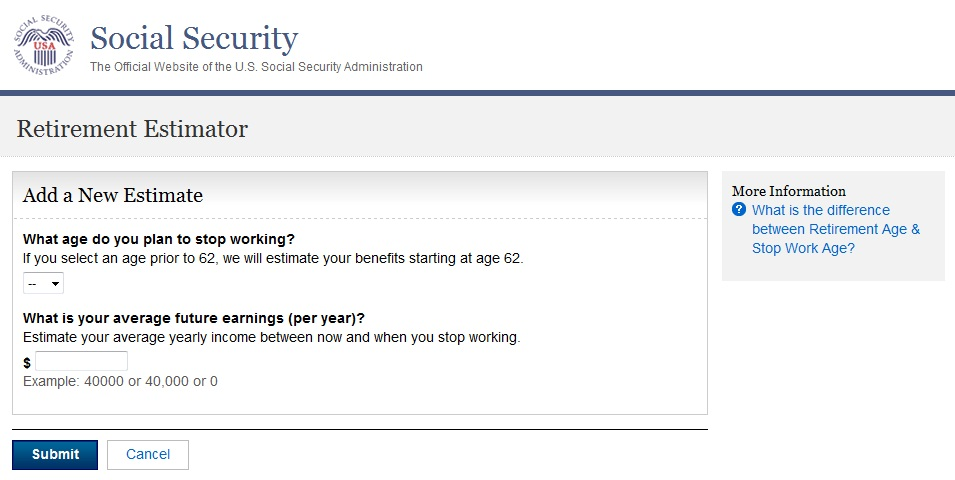 SOCIAL SECURITY ADMINISTRATION
USA
Social Security
The Official Website of the U.S. Social Security Administration
Retirement Estimator
Add a New Estimate
What age do you plan to stop working?
If you select an age prior to 62, we will estimate your benefits starting at age 62.
--
What is your average future earnings (per year)?
Estimate your average yearly income between now and when you stop working.
$
Example: 40000 or 40,000 or 0
Submit
Cancel
More Information
? What is the difference
between Retirement Age &
Stop Work Age?